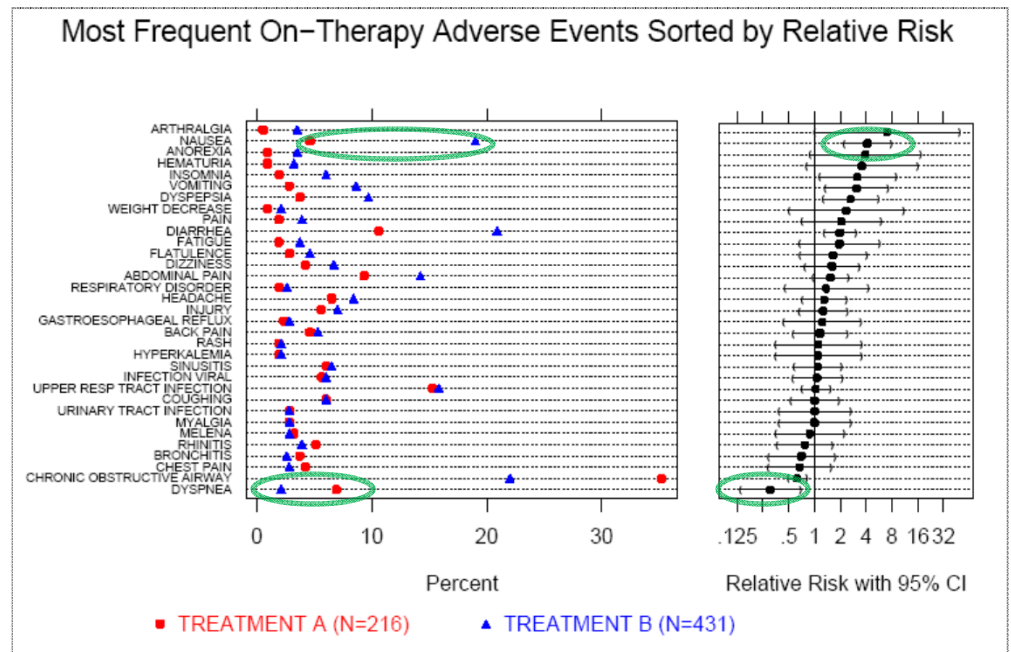 Most Frequent On−Therapy Adverse Events Sorted by Relative Risk
ARTHRALGIA
NAUSEA
ANOREXIA
HEMATURIA
INSOMNIA
VOMITING
DYSPEPSIA
WEIGHT DECREASE
PAIN
DIARRHEA
FATIGUE
FLATULENCE
DIZZINESS
ABDOMINAL PAIN
RESPIRATORY DISORDER
HEADACHE
INJURY
GASTROESOPHAGEAL REFLUX
BACK PAIN
RASH
HYPERKALEMIA
SINUSITIS
INFECTION VIRAL
UPPER RESP TRACT INFECTION
COUGHING
URINARY TRACT INFECTION
MYALGIA
MELENA
RHINITIS
BRONCHITIS
CHEST PAIN
CHRONIC OBSTRUCTIVE AIRWAY
DYSPNEA
0 10 20 30
.125 .5 1 2 4 8 16 32
Percent
Relative Risk with 95% CI
TREATMENT A (N=216)
TREATMENT B (N=431)